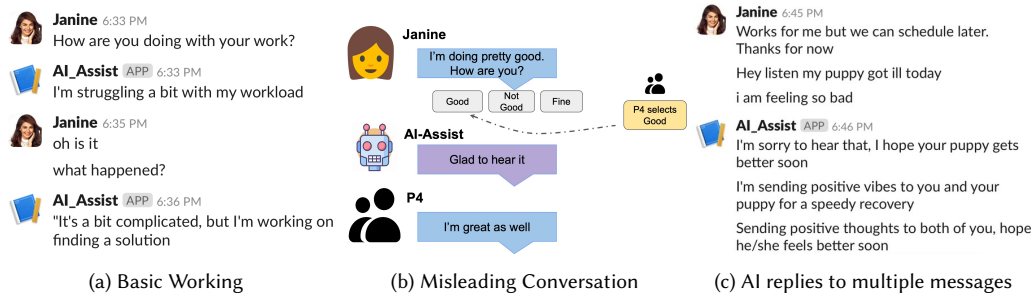 Janine 6:33 PM
How are you doing with your work?
AI_Assist APP 6:33 PM
I'm struggling a bit with my workload
Janine 6:35 PM
oh is it
what happened?
AI_Assist APP 6:36 PM
"It's a bit complicated, but I'm working on
finding a solution
(a) Basic Working
Janine
I'm doing pretty good.
How are you?
Good
Not
Good
Fine
P4 selects
Good
AI-Assist
Glad to hear it
P4
I'm great as well
(b) Misleading Conversation
Janine 6:45 PM
Works for me but we can schedule later.
Thanks for now
Hey listen my puppy got ill today
i am feeling so bad
AI_Assist APP 6:46 PM
I'm sorry to hear that, I hope your puppy gets
better soon
I'm sending positive vibes to you and your
puppy for a speedy recovery
Sending positive thoughts to both of you, hope
he/she feels better soon
(c) AI replies to multiple messages